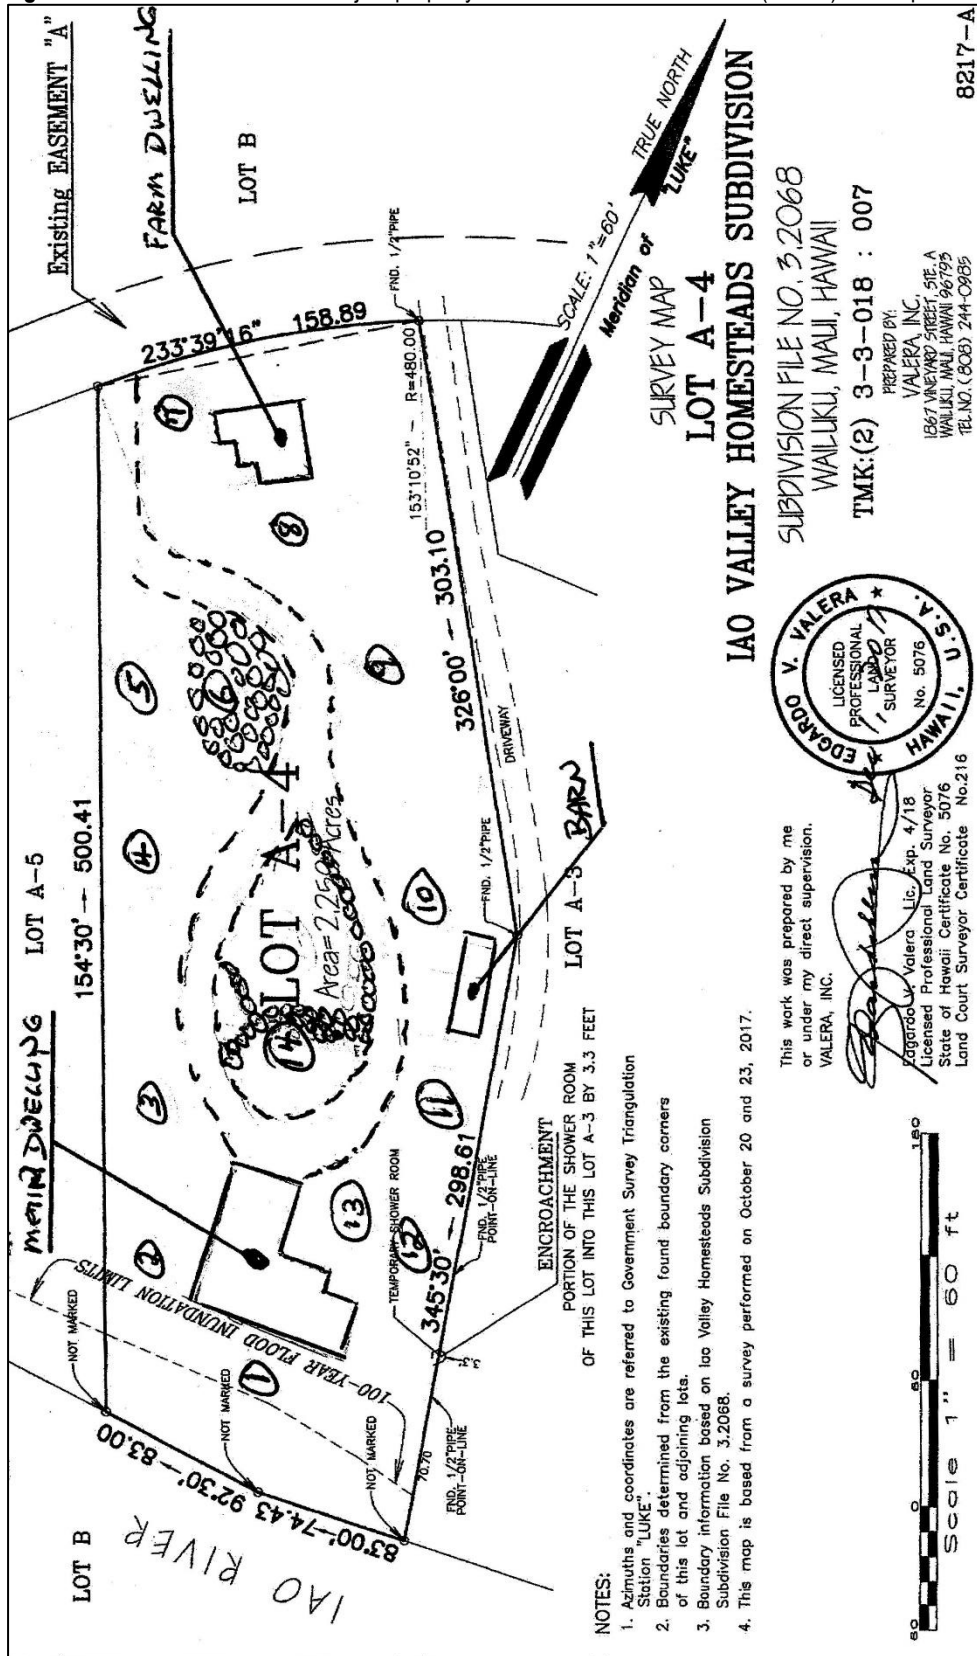 Existing EASEMENT "A"
FARM DWELLING
LOT B
LOT A-5
154°30' — 500.41
233°39'16"
158.89
FND. 1/2"PIPE
R=480.00
153°10'52"
7
8
5
6
4
9
326°00' — 303.10
DRIVEWAY
LOT A-4
Area= 2.250 Acres
3
14
10
FND. 1/2"PIPE
BARN
LOT A-3
MAIN DWELLING
2
13
11
12
1
100-YEAR FLOOD INUNDATION LIMITS
TEMPORARY SHOWER ROOM
345°30' — 298.61
FND. 1/2"PIPE
POINT-ON-LINE
3.3
NOT MARKED
NOT MARKED
NOT MARKED
83.00
92°30'
74.43
83°00'
70.70
FND. 1/2"PIPE
POINT-ON-LINE
LOT B
IAO RIVER
ENCROACHMENT
PORTION OF THE SHOWER ROOM
OF THIS LOT INTO THIS LOT A-3 BY 3.3 FEET
NOTES:
1. Azimuths and coordinates are referred to Government Survey Triangulation
Station "LUKE".
2. Boundaries determined from the existing found boundary corners
of this lot and adjoining lots.
3. Boundary information based on Iao Valley Homesteads Subdivision
Subdivision File No. 3.2068.
4. This map is based from a survey performed on October 20 and 23, 2017.
SCALE: 1"=60'
TRUE NORTH
Meridian of
"LUKE"
SURVEY MAP
LOT A-4
IAO VALLEY HOMESTEADS SUBDIVISION
SUBDIVISION FILE NO. 3.2068
WAILUKU, MAUI, HAWAII
TMK:(2) 3-3-018 : 007
PREPARED BY:
VALERA, INC.
1867 VINEYARD STREET, STE. A
WAILUKU, MAUI, HAWAII 96793
TEL.NO. (808) 244-0985
EDGARDO V. VALERA
LICENSED
PROFESSIONAL
LAND
SURVEYOR
No. 5076
HAWAII, U.S.A.
This work was prepared by me
or under my direct supervision.
VALERA, INC.
Edgardo V. Valera Lic. Exp. 4/18
Licensed Professional Land Surveyor
State of Hawaii Certificate No. 5076
Land Court Surveyor Certificate No.216
60 0 60 180
Scale 1" = 60 ft
8217-A